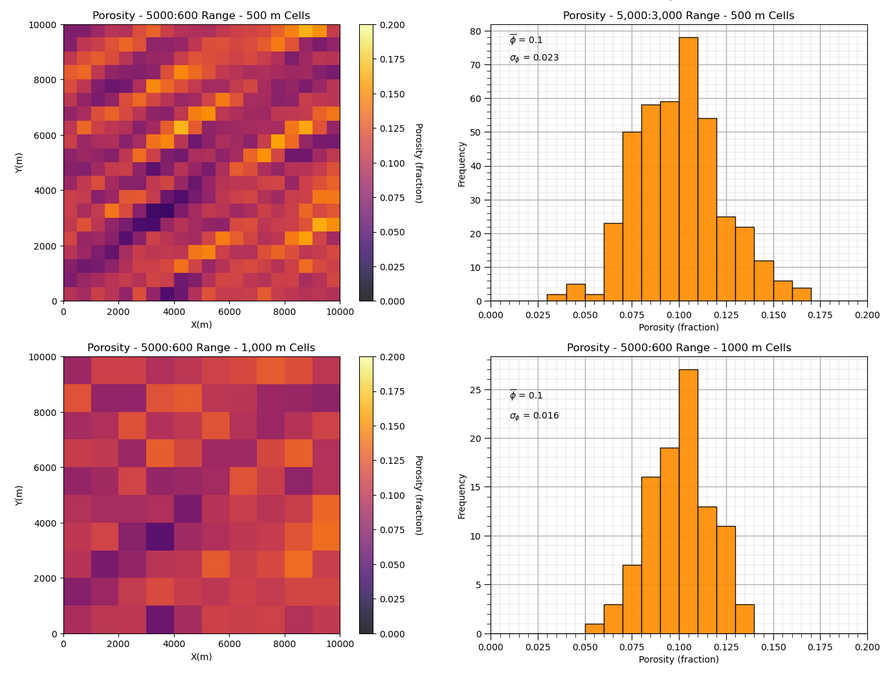 Porosity - 5000:600 Range - 500 m Cells
10000
8000
6000
4000
2000
0
Y(m)
0 2000 4000 6000 8000 10000
X(m)
0.200
0.175
0.150
0.125
0.100
0.075
0.050
0.025
0.000
Porosity (fraction)
Porosity - 5,000:3,000 Range - 500 m Cells
80
70
60
50
40
30
20
10
0
Frequency
ϕ̅ = 0.1
σϕ = 0.023
0.000 0.025 0.050 0.075 0.100 0.125 0.150 0.175 0.200
Porosity (fraction)
Porosity - 5000:600 Range - 1,000 m Cells
10000
8000
6000
4000
2000
0
Y(m)
0 2000 4000 6000 8000 10000
X(m)
0.200
0.175
0.150
0.125
0.100
0.075
0.050
0.025
0.000
Porosity (fraction)
Porosity - 5000:600 Range - 1000 m Cells
25
20
15
10
5
0
Frequency
ϕ̅ = 0.1
σϕ = 0.016
0.000 0.025 0.050 0.075 0.100 0.125 0.150 0.175 0.200
Porosity (fraction)